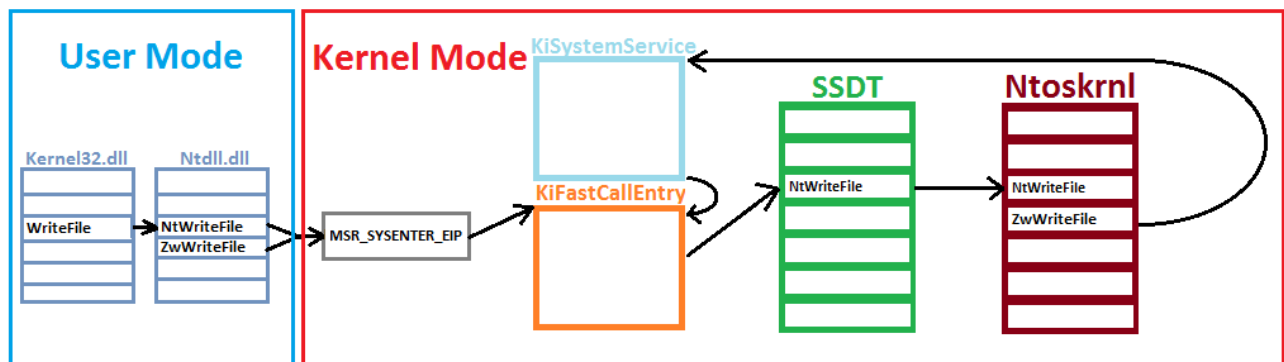 User Mode
Kernel Mode
KiSystemService
SSDT
Ntoskrnl
Kernel32.dll
Ntdll.dll
KiFastCallEntry
NtWriteFile
NtWriteFile
WriteFile
NtWriteFile
ZwWriteFile
MSR_SYSENTER_EIP
ZwWriteFile